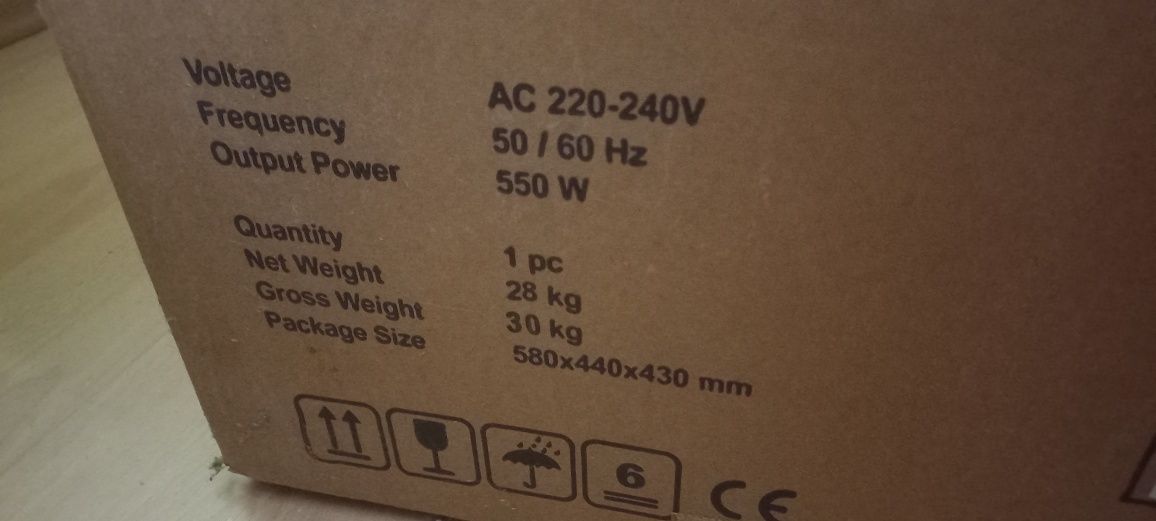 Voltage AC 220-240V
Frequency 50 / 60 Hz
Output Power 550 W
Quantity 1 pc
Net Weight 28 kg
Gross Weight 30 kg
Package Size 580x440x430 mm
6
CE